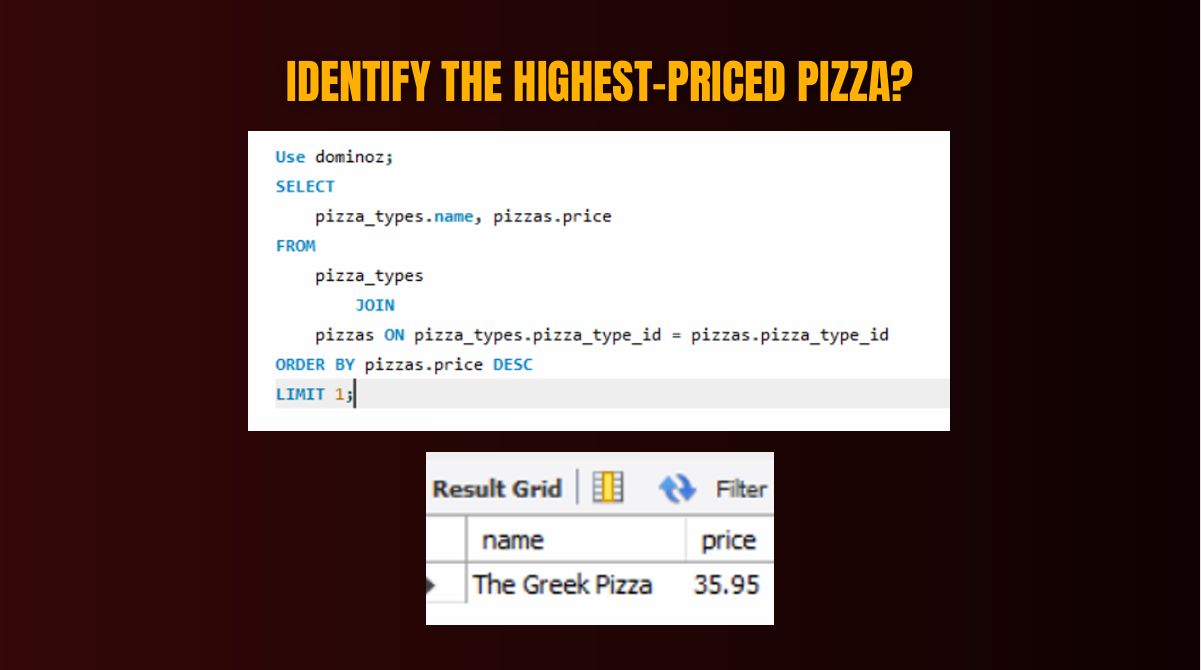 IDENTIFY THE HIGHEST-PRICED PIZZA?
Use dominoz;
SELECT
pizza_types.name, pizzas.price
FROM
pizza_types
JOIN
pizzas ON pizza_types.pizza_type_id = pizzas.pizza_type_id
ORDER BY pizzas.price DESC
LIMIT 1;
Result Grid Filter
name price
The Greek Pizza 35.95